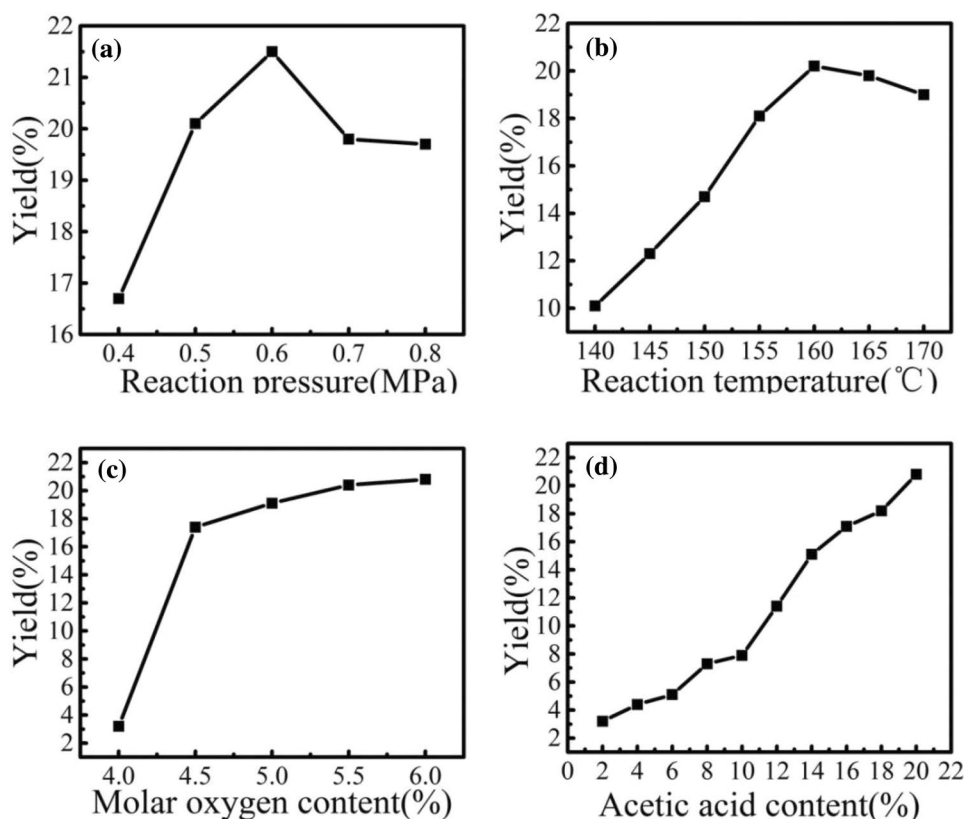 (a)
Yield(%)
22
21
20
19
18
17
16
0.4 0.5 0.6 0.7 0.8
Reaction pressure(MPa)
(b)
Yield(%)
20
18
16
14
12
10
140 145 150 155 160 165 170
Reaction temperature(℃)
(c)
Yield(%)
22
20
18
16
14
12
10
8
6
4
2
4.0 4.5 5.0 5.5 6.0
Molar oxygen content(%)
(d)
Yield(%)
22
20
18
16
14
12
10
8
6
4
2
0 2 4 6 8 10 12 14 16 18 20 22
Acetic acid content(%)